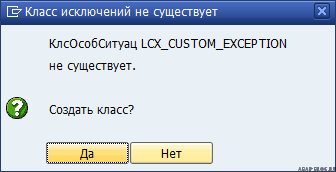 Класс исключений не существует
КлсОсобСитуац LCX_CUSTOM_EXCEPTION
не существует.
Создать класс?
Да
Нет